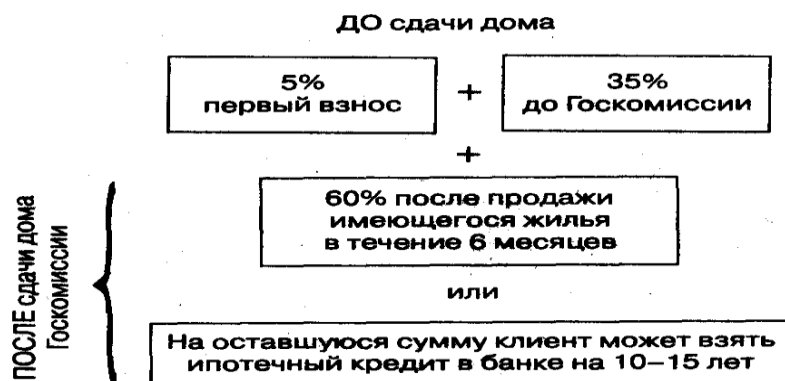 ДО сдачи дома
5%
первый взнос
+
35%
до Госкомиссии
+
ПОСЛЕ сдачи дома
Госкомиссии
60% после продажи
имеющегося жилья
в течение 6 месяцев
или
На оставшуюся сумму клиент может взять
ипотечный кредит в банке на 10–15 лет